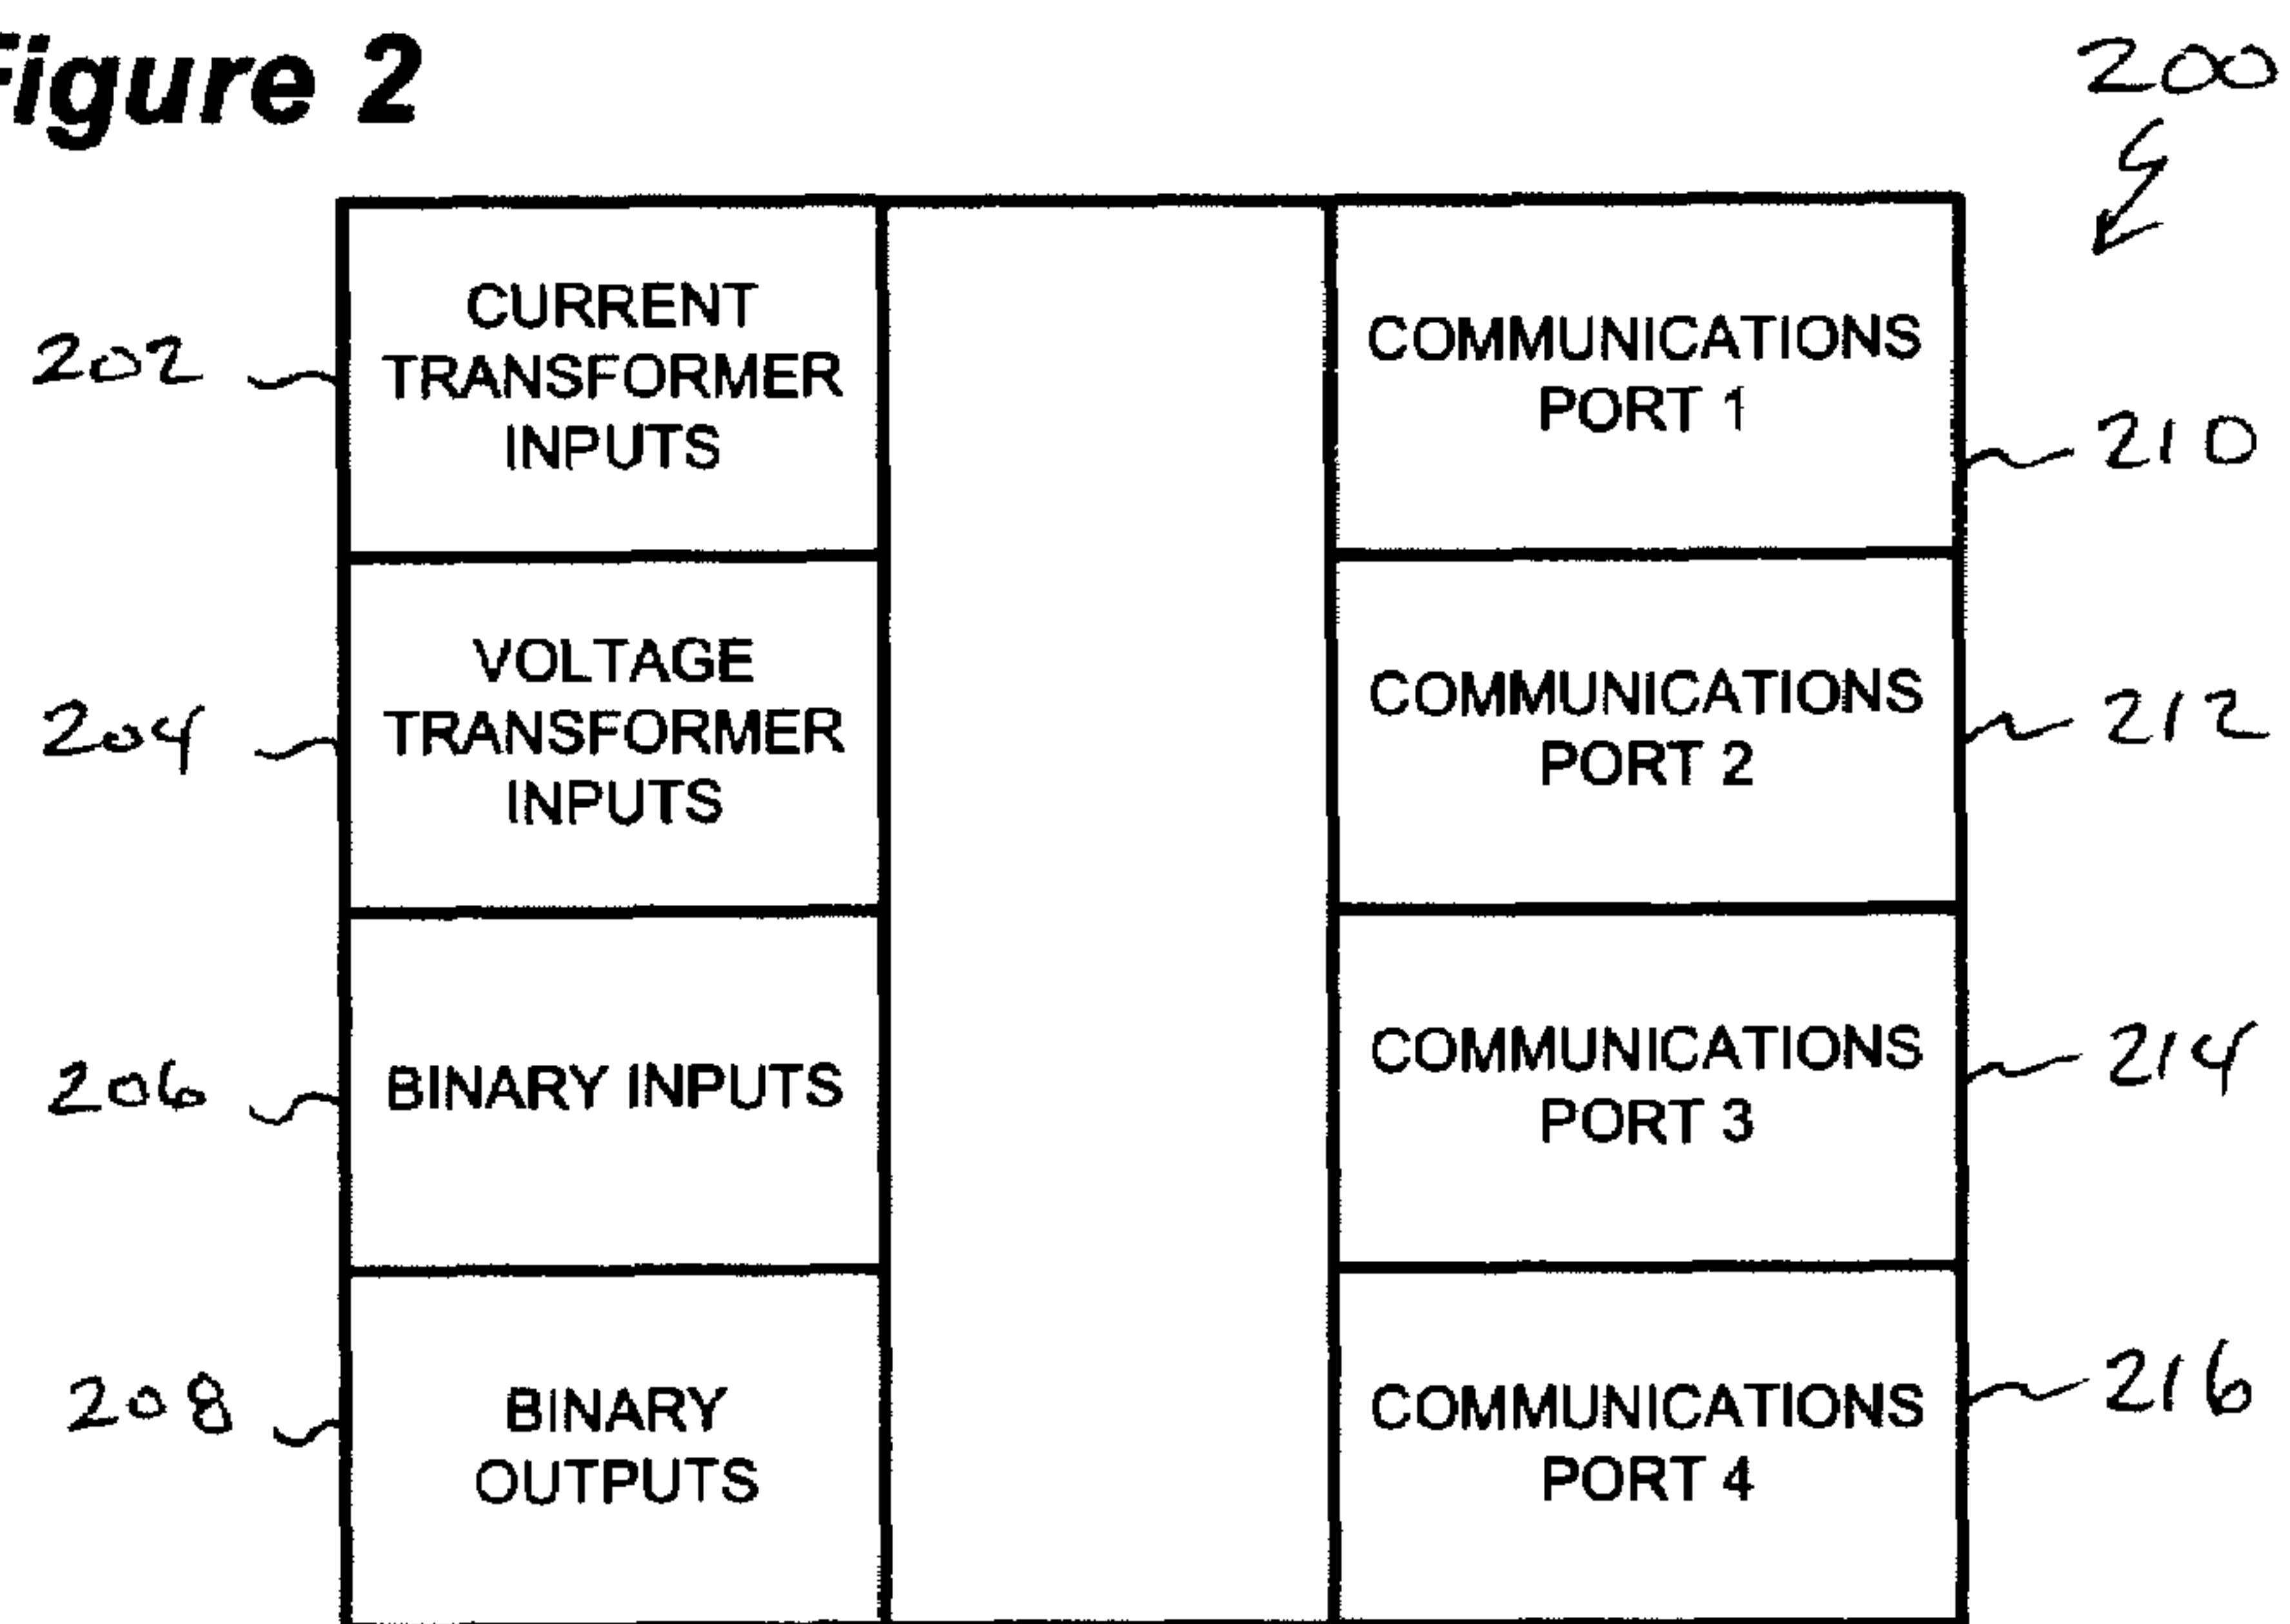 Figure 2
200
202
CURRENT
TRANSFORMER
INPUTS
COMMUNICATIONS
PORT 1
210
204
VOLTAGE
TRANSFORMER
INPUTS
COMMUNICATIONS
PORT 2
212
206
BINARY INPUTS
COMMUNICATIONS
PORT 3
214
208
BINARY
OUTPUTS
COMMUNICATIONS
PORT 4
216